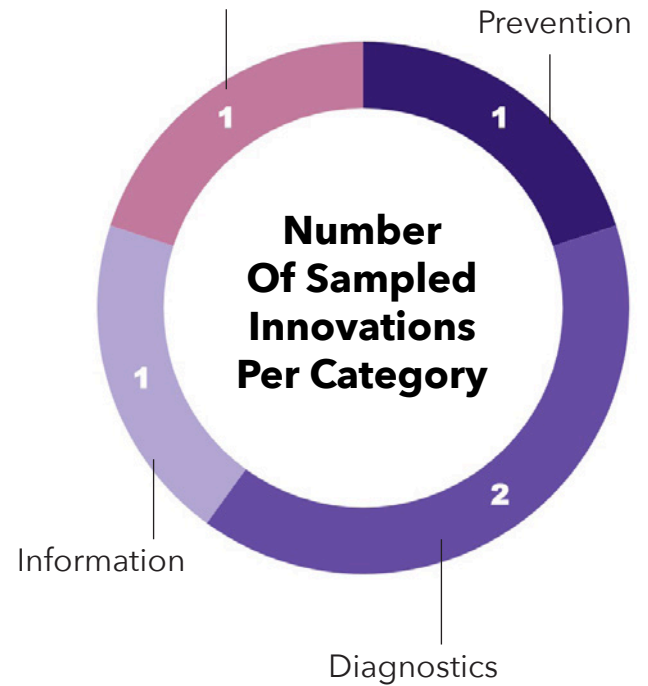 Prevention
1
1
Number
Of Sampled
Innovations
Per Category
1
2
Information
Diagnostics